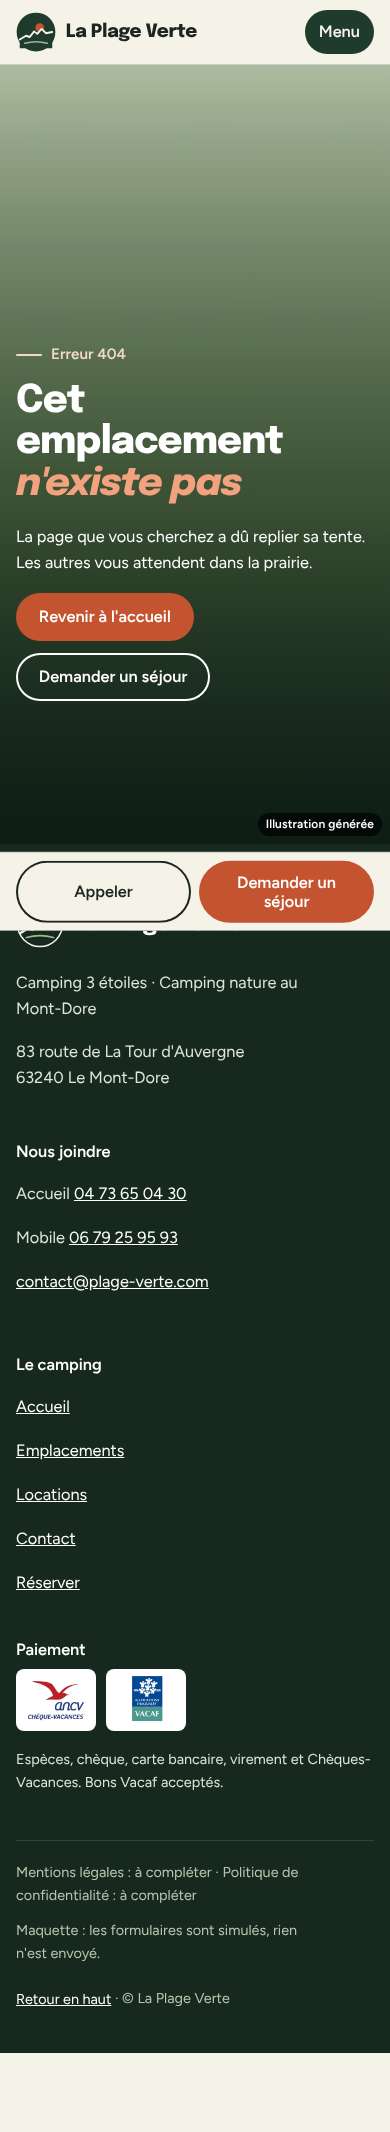 La Plage Verte
Menu
Erreur 404
Cet
emplacement
n'existe pas
La page que vous cherchez a dû replier sa tente.
Les autres vous attendent dans la prairie.
Revenir à l'accueil
Demander un séjour
Illustration générée
Appeler
Demander un
séjour
Camping 3 étoiles · Camping nature au
Mont-Dore
83 route de La Tour d'Auvergne
63240 Le Mont-Dore
Nous joindre
Accueil 04 73 65 04 30
Mobile 06 79 25 95 93
contact@plage-verte.com
Le camping
Accueil
Emplacements
Locations
Contact
Réserver
Paiement
ancv
CHÈQUE-VACANCES
VACAF
Espèces, chèque, carte bancaire, virement et Chèques-
Vacances. Bons Vacaf acceptés.
Mentions légales : à compléter · Politique de
confidentialité : à compléter
Maquette : les formulaires sont simulés, rien
n'est envoyé.
Retour en haut · © La Plage Verte